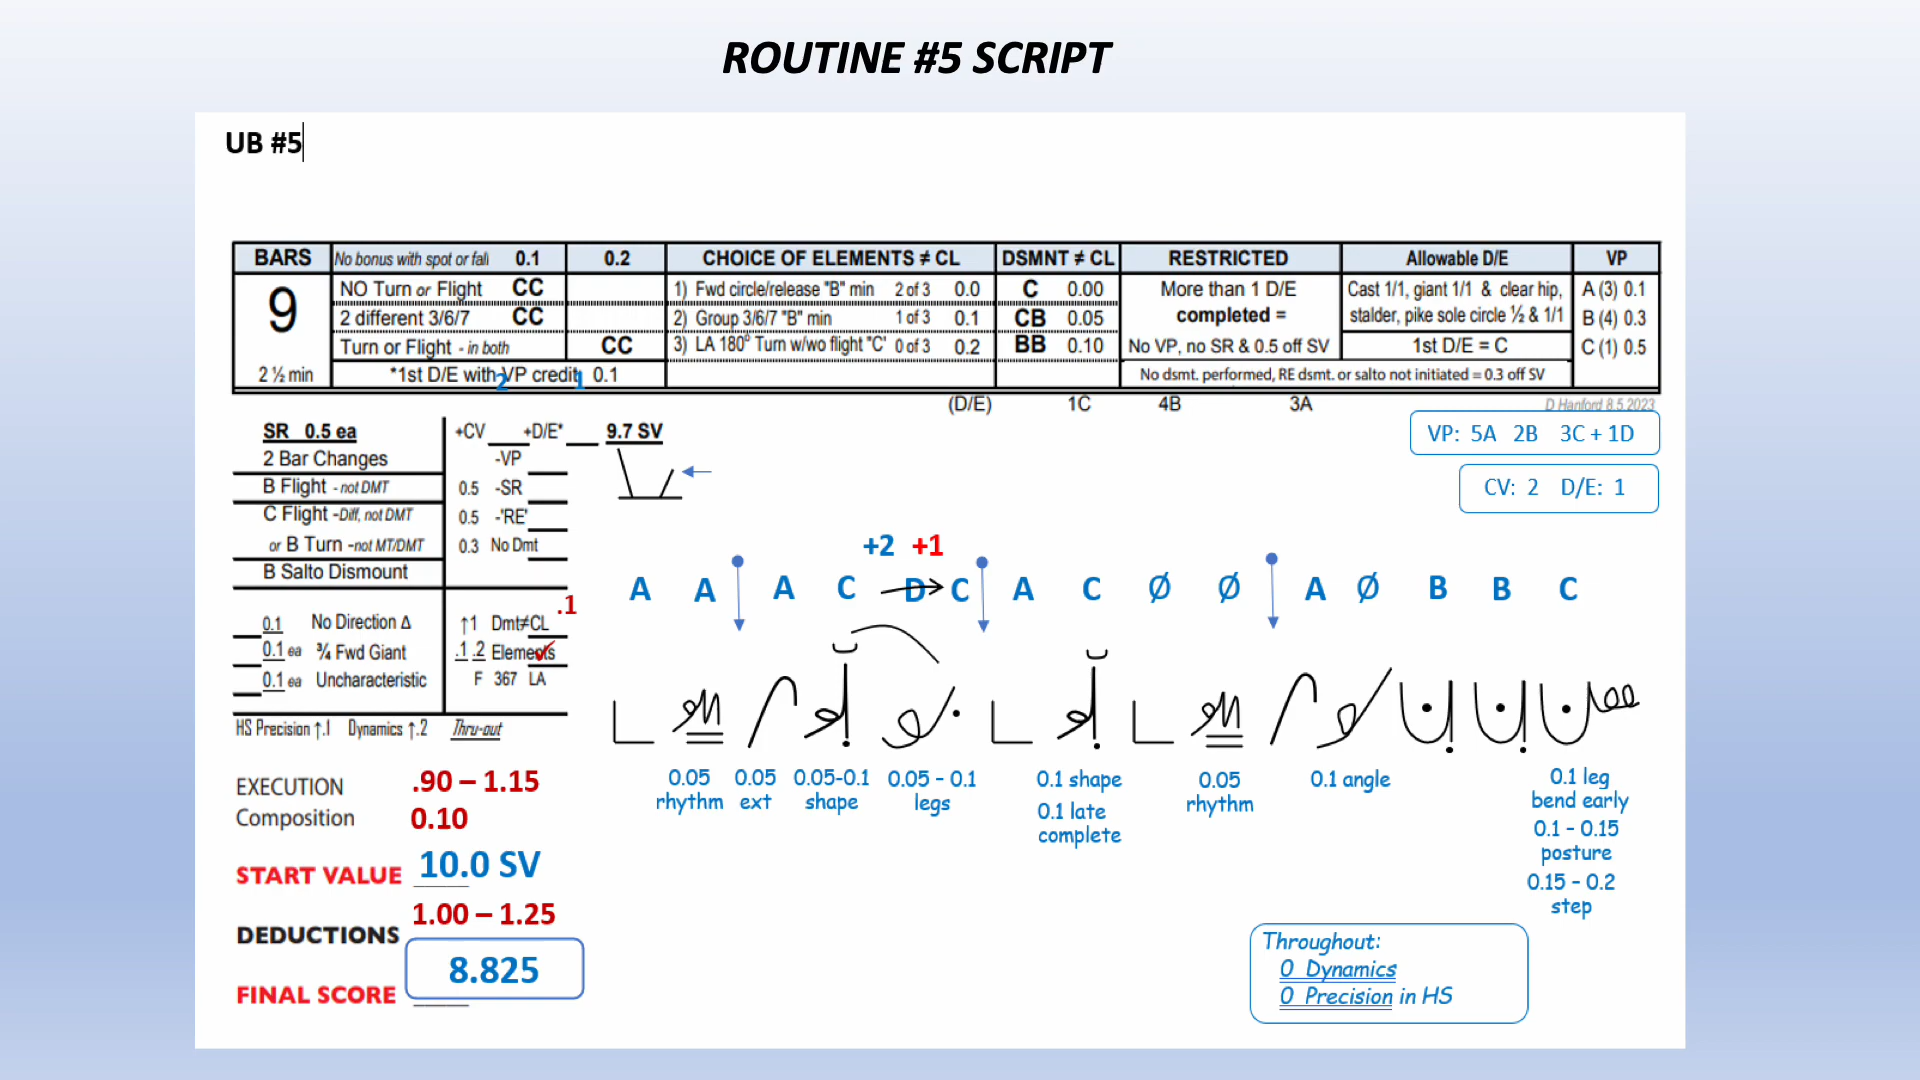 ROUTINE #5 SCRIPT
UB #5
BARS No bonus with spot or fall 0.1 0.2 CHOICE OF ELEMENTS ≠ CL DSMNT ≠ CL RESTRICTED Allowable D/E VP
9 NO Turn or Flight CC 1) Fwd circle/release "B" min 2 of 3 0.0 C 0.00 More than 1 D/E Cast 1/1, giant 1/1 & clear hip, A (3) 0.1
2 different 3/6/7 CC 2) Group 3/6/7 "B" min 1 of 3 0.1 CB 0.05 completed = stalder, pike sole circle ½ & 1/1 B (4) 0.3
Turn or Flight - in both CC 3) LA 180° Turn w/wo flight "C' 0 of 3 0.2 BB 0.10 No VP, no SR & 0.5 off SV 1st D/E = C C (1) 0.5
2 ½ min *1st D/E with VP credit 0.1 No dsmt. performed, RE dsmt. or salto not initiated = 0.3 off SV
2 1
(D/E) 1C 4B 3A D Hanford 8.5.2023
SR 0.5 ea +CV +D/E* 9.7 SV VP: 5A 2B 3C + 1D
2 Bar Changes -VP
B Flight - not DMT 0.5 -SR CV: 2 D/E: 1
C Flight -Diff, not DMT 0.5 -'RE'
or B Turn -not MT/DMT 0.3 No Dmt +2 +1
B Salto Dismount
A A A C D C A C Ø Ø A Ø B B C
.1
0.1 No Direction Δ ↑1 Dmt≠CL
0.1 ea ¾ Fwd Giant .1 .2 Elements ✓
0.1 ea Uncharacteristic F 367 LA
HS Precision ↑.1 Dynamics ↑.2 Thru-out
EXECUTION .90 – 1.15
Composition 0.10
START VALUE 10.0 SV
DEDUCTIONS 1.00 – 1.25
FINAL SCORE 8.825
0.05
rhythm
0.05
ext
0.05-0.1
shape
0.05 – 0.1
legs
0.1 shape
0.1 late
complete
0.05
rhythm
0.1 angle
0.1 leg
bend early
0.1 – 0.15
posture
0.15 – 0.2
step
Throughout:
0 Dynamics
0 Precision in HS